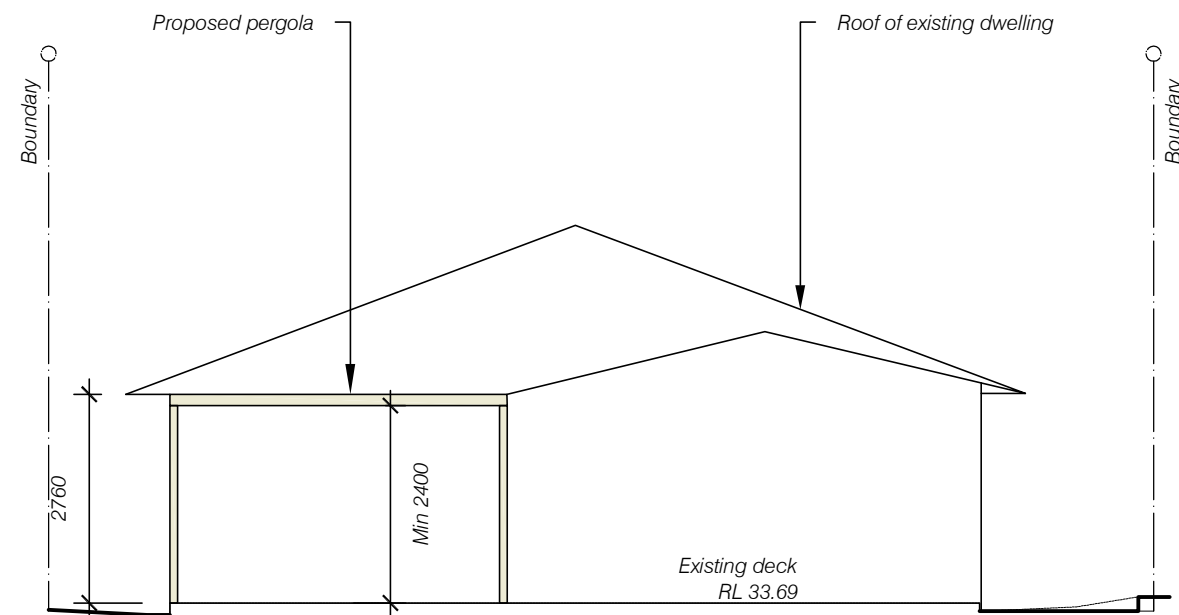 Proposed pergola
Roof of existing dwelling
Boundary
Boundary
2760
Min 2400
Existing deck
RL 33.69